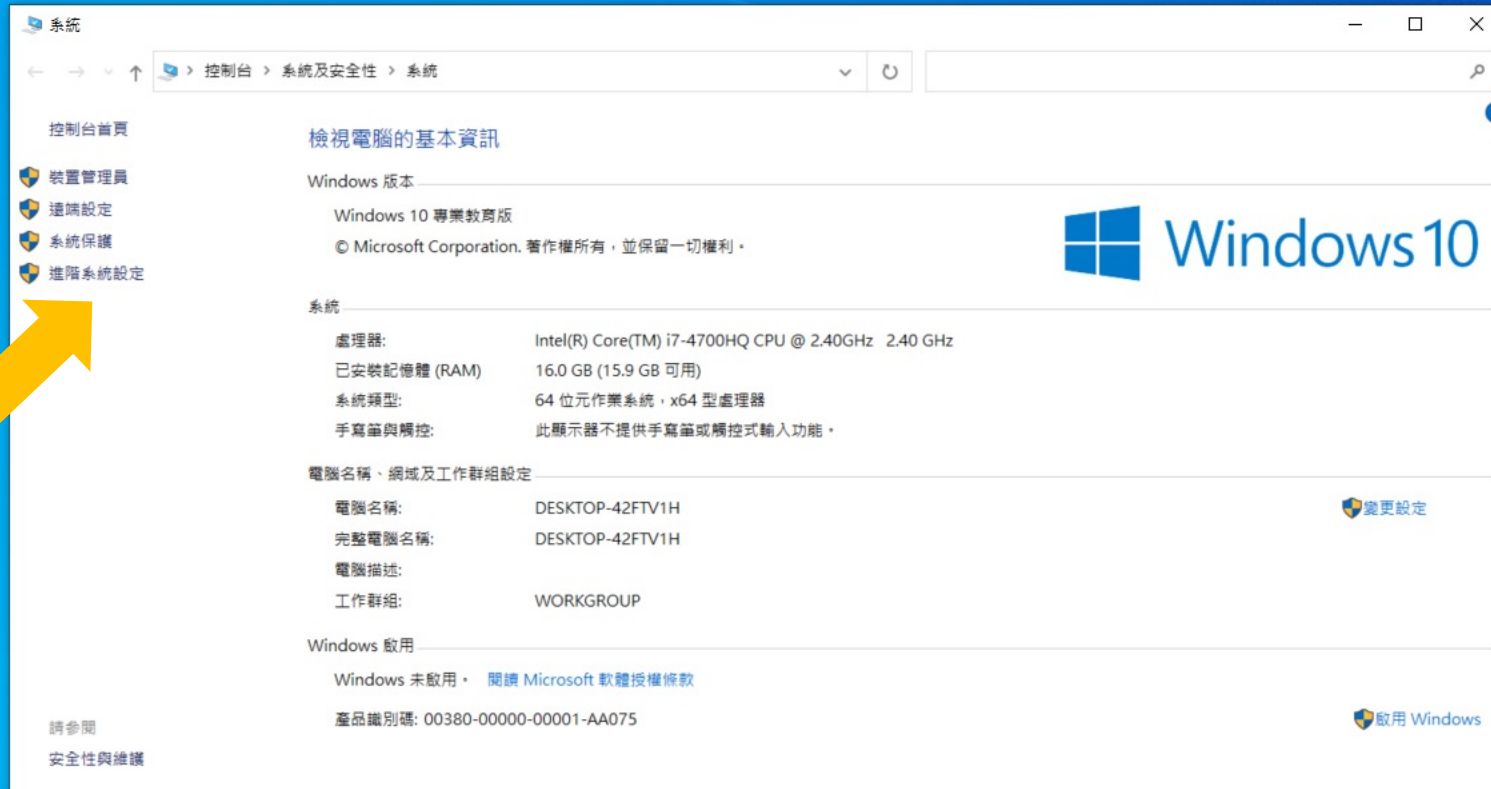 系統
控制台 > 系統及安全性 > 系統
控制台首頁
裝置管理員
遠端設定
系統保護
進階系統設定
檢視電腦的基本資訊
Windows 版本
Windows 10 專業教育版
© Microsoft Corporation. 著作權所有，並保留一切權利。
Windows 10
系統
處理器: Intel(R) Core(TM) i7-4700HQ CPU @ 2.40GHz 2.40 GHz
已安裝記憶體 (RAM) 16.0 GB (15.9 GB 可用)
系統類型: 64 位元作業系統，x64 型處理器
手寫筆與觸控: 此顯示器不提供手寫筆或觸控式輸入功能。
電腦名稱、網域及工作群組設定
電腦名稱: DESKTOP-42FTV1H 變更設定
完整電腦名稱: DESKTOP-42FTV1H
電腦描述:
工作群組: WORKGROUP
Windows 啟用
Windows 未啟用。 閱讀 Microsoft 軟體授權條款
產品識別碼: 00380-00000-00001-AA075 啟用 Windows
請參閱
安全性與維護